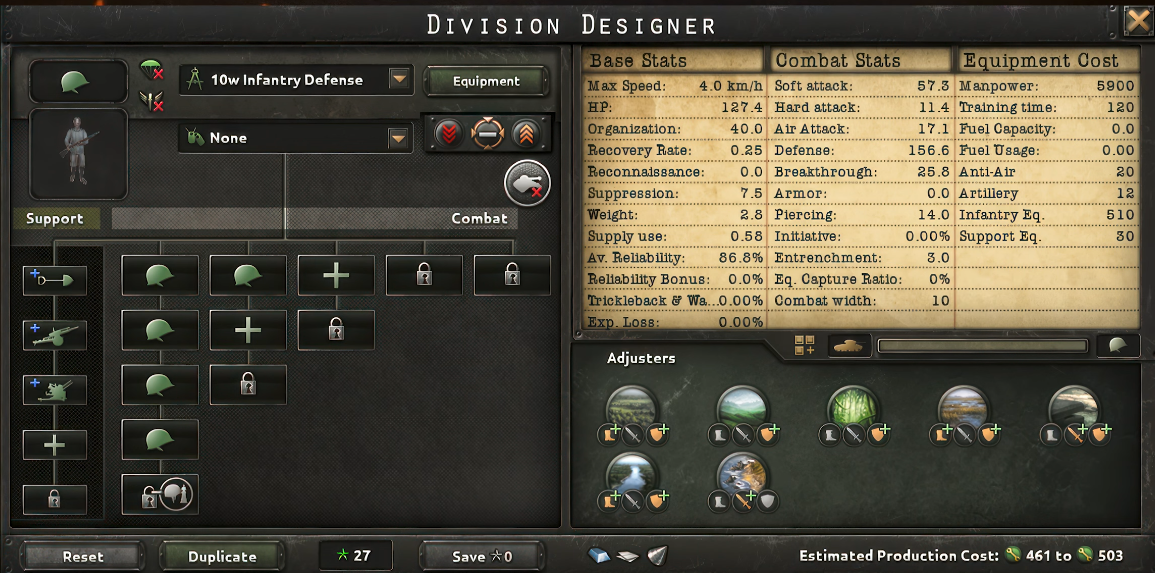 DIVISION DESIGNER
10w Infantry Defense
Equipment
None
Support
Combat
Base Stats
Max Speed: 4.0 km/h
HP: 127.4
Organization: 40.0
Recovery Rate: 0.25
Reconnaissance: 0.0
Suppression: 7.5
Weight: 2.8
Supply use: 0.58
Av. Reliability: 86.8%
Reliability Bonus: 0.0%
Trickleback & Wa...0.00%
Exp. Loss: 0.00%
Combat Stats
Soft attack: 57.3
Hard attack: 11.4
Air Attack: 17.1
Defense: 156.6
Breakthrough: 25.8
Armor: 0.0
Piercing: 14.0
Initiative: 0.00%
Entrenchment: 3.0
Eq. Capture Ratio: 0%
Combat width: 10
Equipment Cost
Manpower: 5900
Training time: 120
Fuel Capacity: 0.0
Fuel Usage: 0.00
Anti-Air 20
Artillery 12
Infantry Eq. 510
Support Eq. 30
Adjusters
Reset
Duplicate
27
Save 0
Estimated Production Cost: 461 to 503